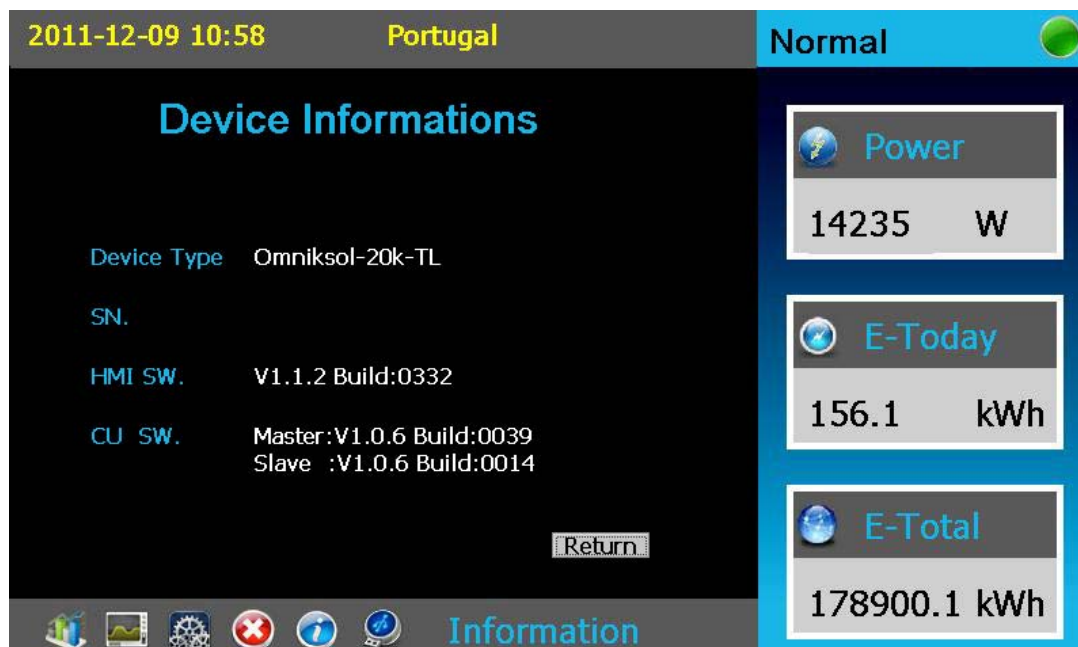 2011-12-09 10:58 Portugal
Normal
Device Informations
Device Type Omniksol-20k-TL
SN.
HMI SW. V1.1.2 Build:0332
CU SW. Master:V1.0.6 Build:0039
Slave :V1.0.6 Build:0014
Return
Information
Power
14235 W
E-Today
156.1 kWh
E-Total
178900.1 kWh